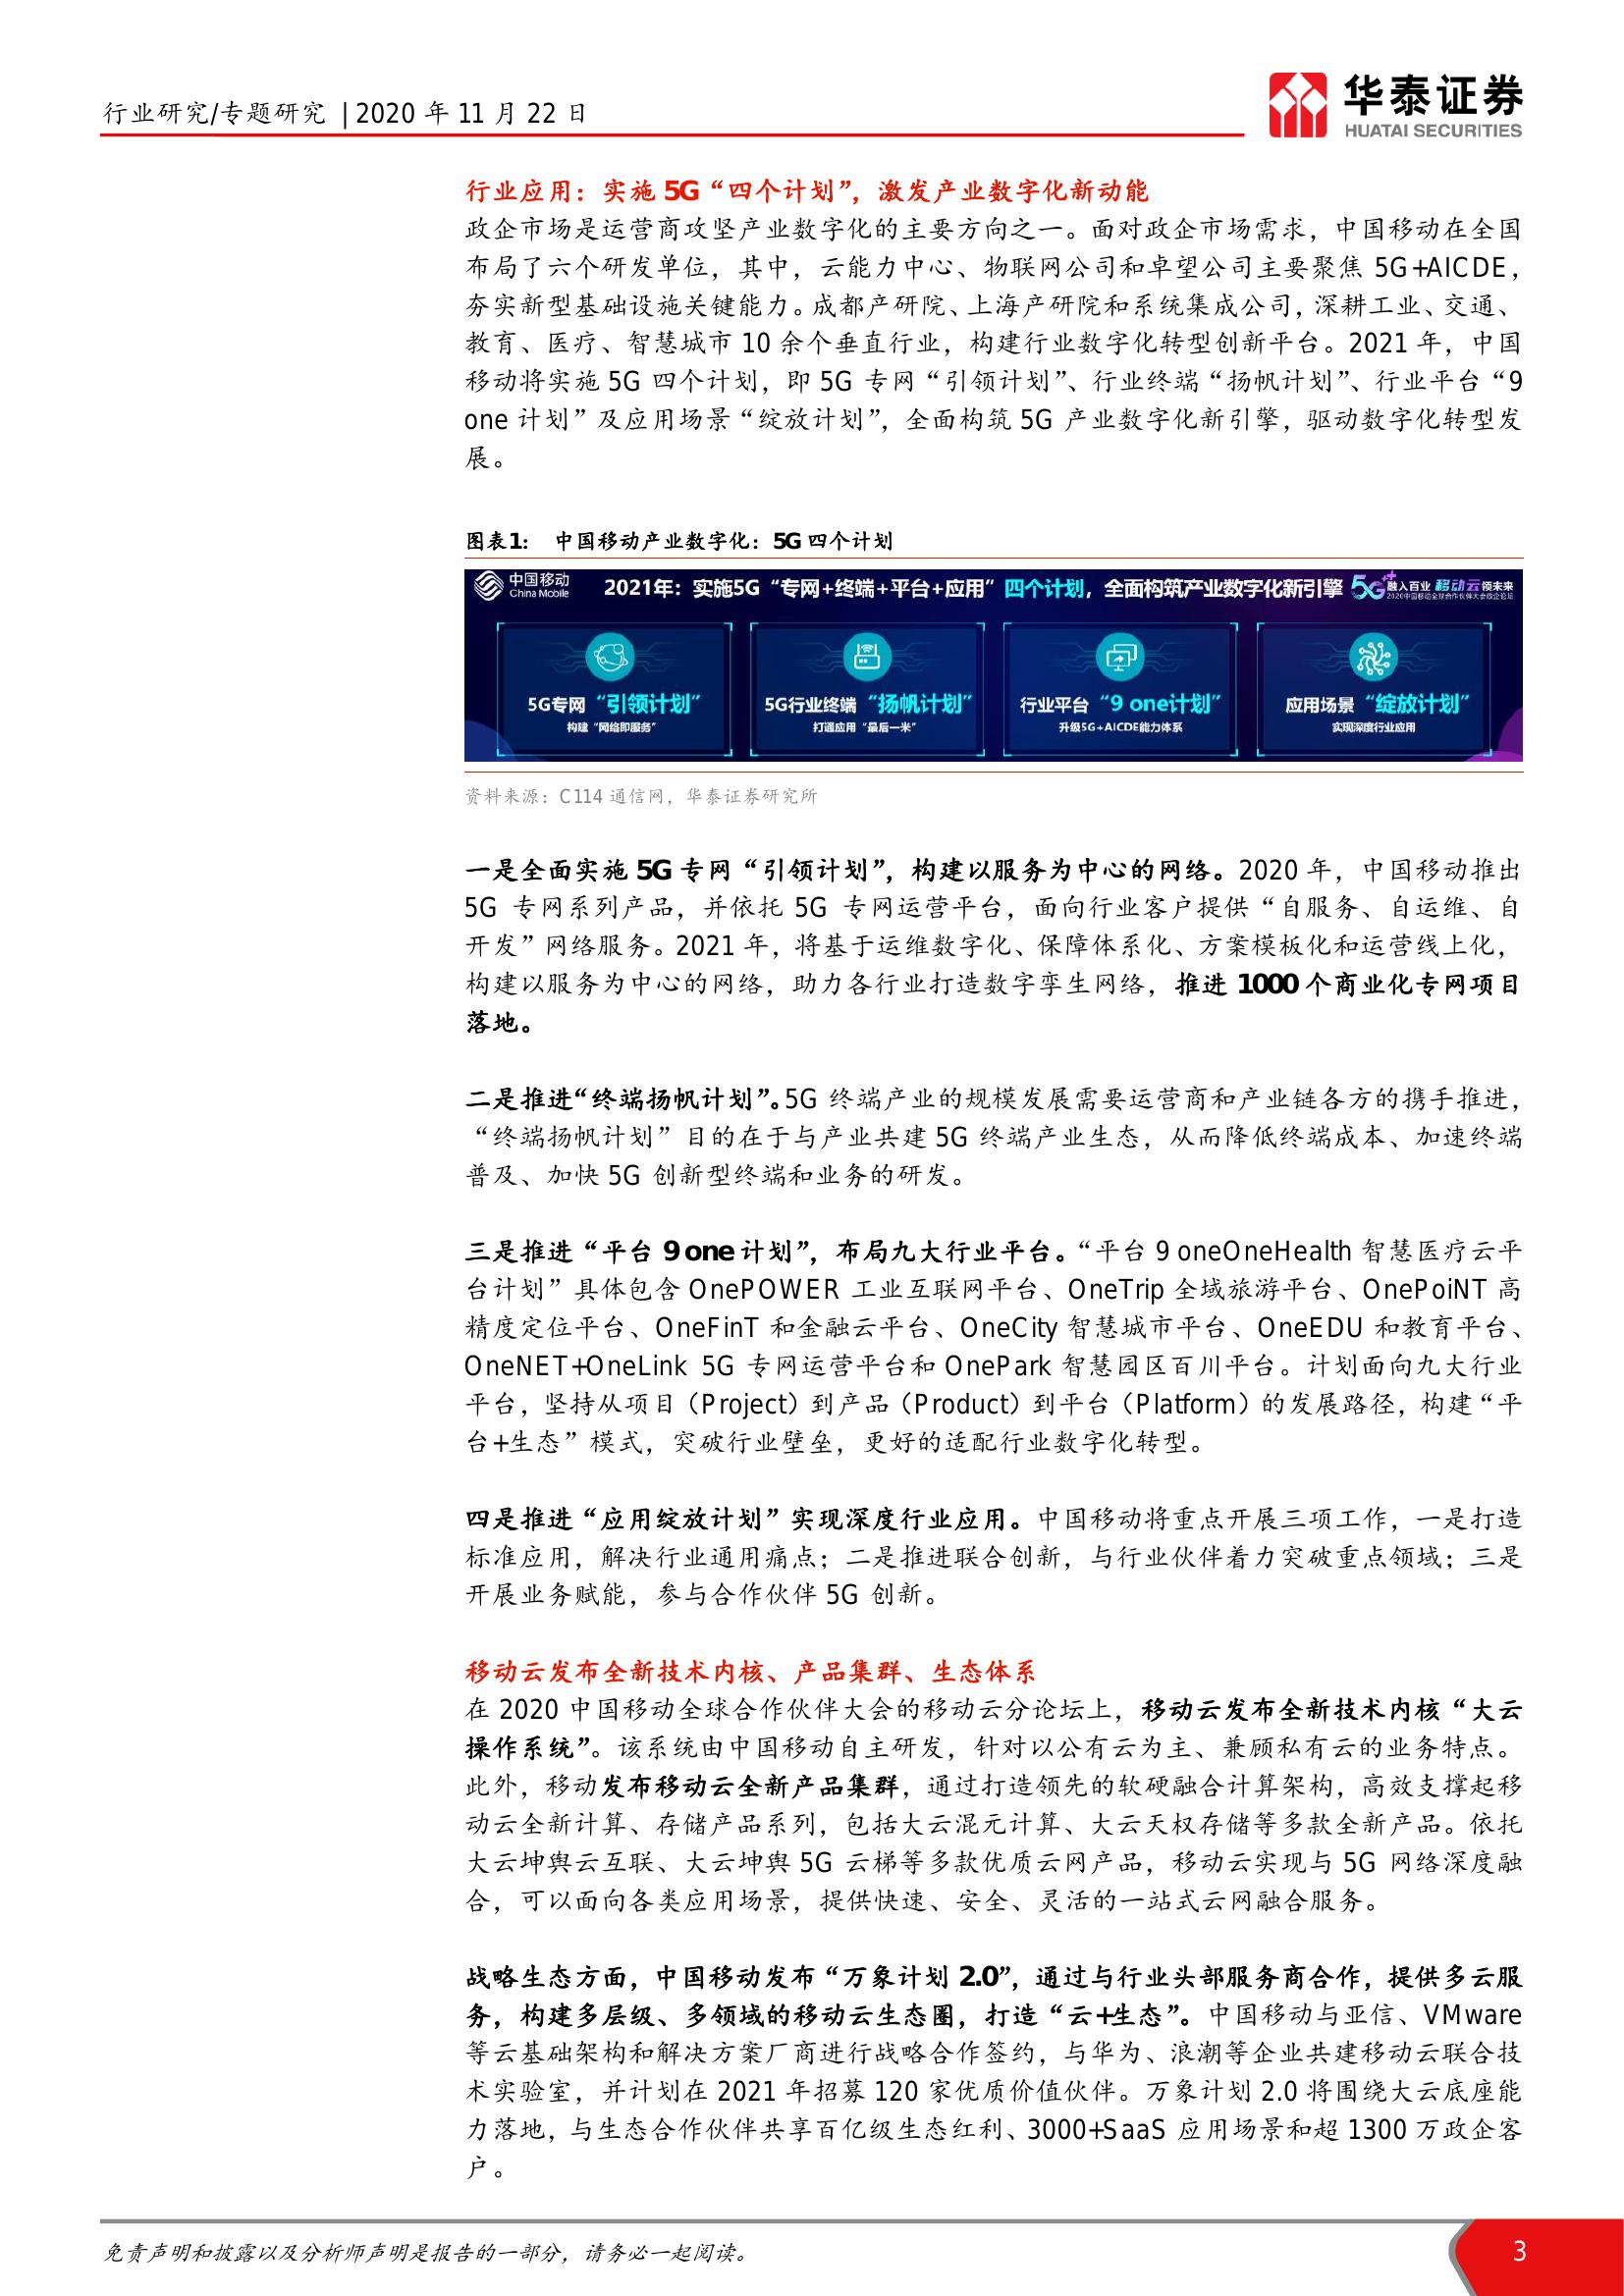 行业研究/专题研究 | 2020 年 11 月 22 日
华泰证券
HUATAI SECURITIES
行业应用：实施 5G“四个计划”，激发产业数字化新动能
政企市场是运营商攻坚产业数字化的主要方向之一。面对政企市场需求，中国移动在全国
布局了六个研发单位，其中，云能力中心、物联网公司和卓望公司主要聚焦 5G+AICDE，
夯实新型基础设施关键能力。成都产研院、上海产研院和系统集成公司，深耕工业、交通、
教育、医疗、智慧城市 10 余个垂直行业，构建行业数字化转型创新平台。2021 年，中国
移动将实施 5G 四个计划，即 5G 专网“引领计划”、行业终端“扬帆计划”、行业平台“9
one 计划”及应用场景“绽放计划”，全面构筑 5G 产业数字化新引擎，驱动数字化转型发
展。
图表1： 中国移动产业数字化：5G 四个计划
中国移动
China Mobile
2021年：实施5G“专网+终端+平台+应用”四个计划，全面构筑产业数字化新引擎
5G++ 融入百业 移动云 领未来
2020中国移动全球合作伙伴大会政企论坛
5G专网“引领计划”
构建“网络即服务”
5G行业终端“扬帆计划”
打通应用“最后一米”
行业平台“9 one计划”
升级5G+AICDE能力体系
应用场景“绽放计划”
实现深度行业应用
资料来源：C114 通信网，华泰证券研究所
一是全面实施 5G 专网“引领计划”，构建以服务为中心的网络。2020 年，中国移动推出
5G 专网系列产品，并依托 5G 专网运营平台，面向行业客户提供“自服务、自运维、自
开发”网络服务。2021 年，将基于运维数字化、保障体系化、方案模板化和运营线上化，
构建以服务为中心的网络，助力各行业打造数字孪生网络，推进 1000 个商业化专网项目
落地。
二是推进“终端扬帆计划”。5G 终端产业的规模发展需要运营商和产业链各方的携手推进，
“终端扬帆计划”目的在于与产业共建 5G 终端产业生态，从而降低终端成本、加速终端
普及、加快 5G 创新型终端和业务的研发。
三是推进“平台 9 one 计划”，布局九大行业平台。“平台 9 oneOneHealth 智慧医疗云平
台计划”具体包含 OnePOWER 工业互联网平台、OneTrip 全域旅游平台、OnePoiNT 高
精度定位平台、OneFinT 和金融云平台、OneCity 智慧城市平台、OneEDU 和教育平台、
OneNET+OneLink 5G 专网运营平台和 OnePark 智慧园区百川平台。计划面向九大行业
平台，坚持从项目（Project）到产品（Product）到平台（Platform）的发展路径，构建“平
台+生态”模式，突破行业壁垒，更好的适配行业数字化转型。
四是推进“应用绽放计划”实现深度行业应用。中国移动将重点开展三项工作，一是打造
标准应用，解决行业通用痛点；二是推进联合创新，与行业伙伴着力突破重点领域；三是
开展业务赋能，参与合作伙伴 5G 创新。
移动云发布全新技术内核、产品集群、生态体系
在 2020 中国移动全球合作伙伴大会的移动云分论坛上，移动云发布全新技术内核“大云
操作系统”。该系统由中国移动自主研发，针对以公有云为主、兼顾私有云的业务特点。
此外，移动发布移动云全新产品集群，通过打造领先的软硬融合计算架构，高效支撑起移
动云全新计算、存储产品系列，包括大云混元计算、大云天权存储等多款全新产品。依托
大云坤舆云互联、大云坤舆 5G 云梯等多款优质云网产品，移动云实现与 5G 网络深度融
合，可以面向各类应用场景，提供快速、安全、灵活的一站式云网融合服务。
战略生态方面，中国移动发布“万象计划 2.0”，通过与行业头部服务商合作，提供多云服
务，构建多层级、多领域的移动云生态圈，打造“云+生态”。中国移动与亚信、VMware
等云基础架构和解决方案厂商进行战略合作签约，与华为、浪潮等企业共建移动云联合技
术实验室，并计划在 2021 年招募 120 家优质价值伙伴。万象计划 2.0 将围绕大云底座能
力落地，与生态合作伙伴共享百亿级生态红利、3000+SaaS 应用场景和超 1300 万政企客
户。
免责声明和披露以及分析师声明是报告的一部分，请务必一起阅读。
3